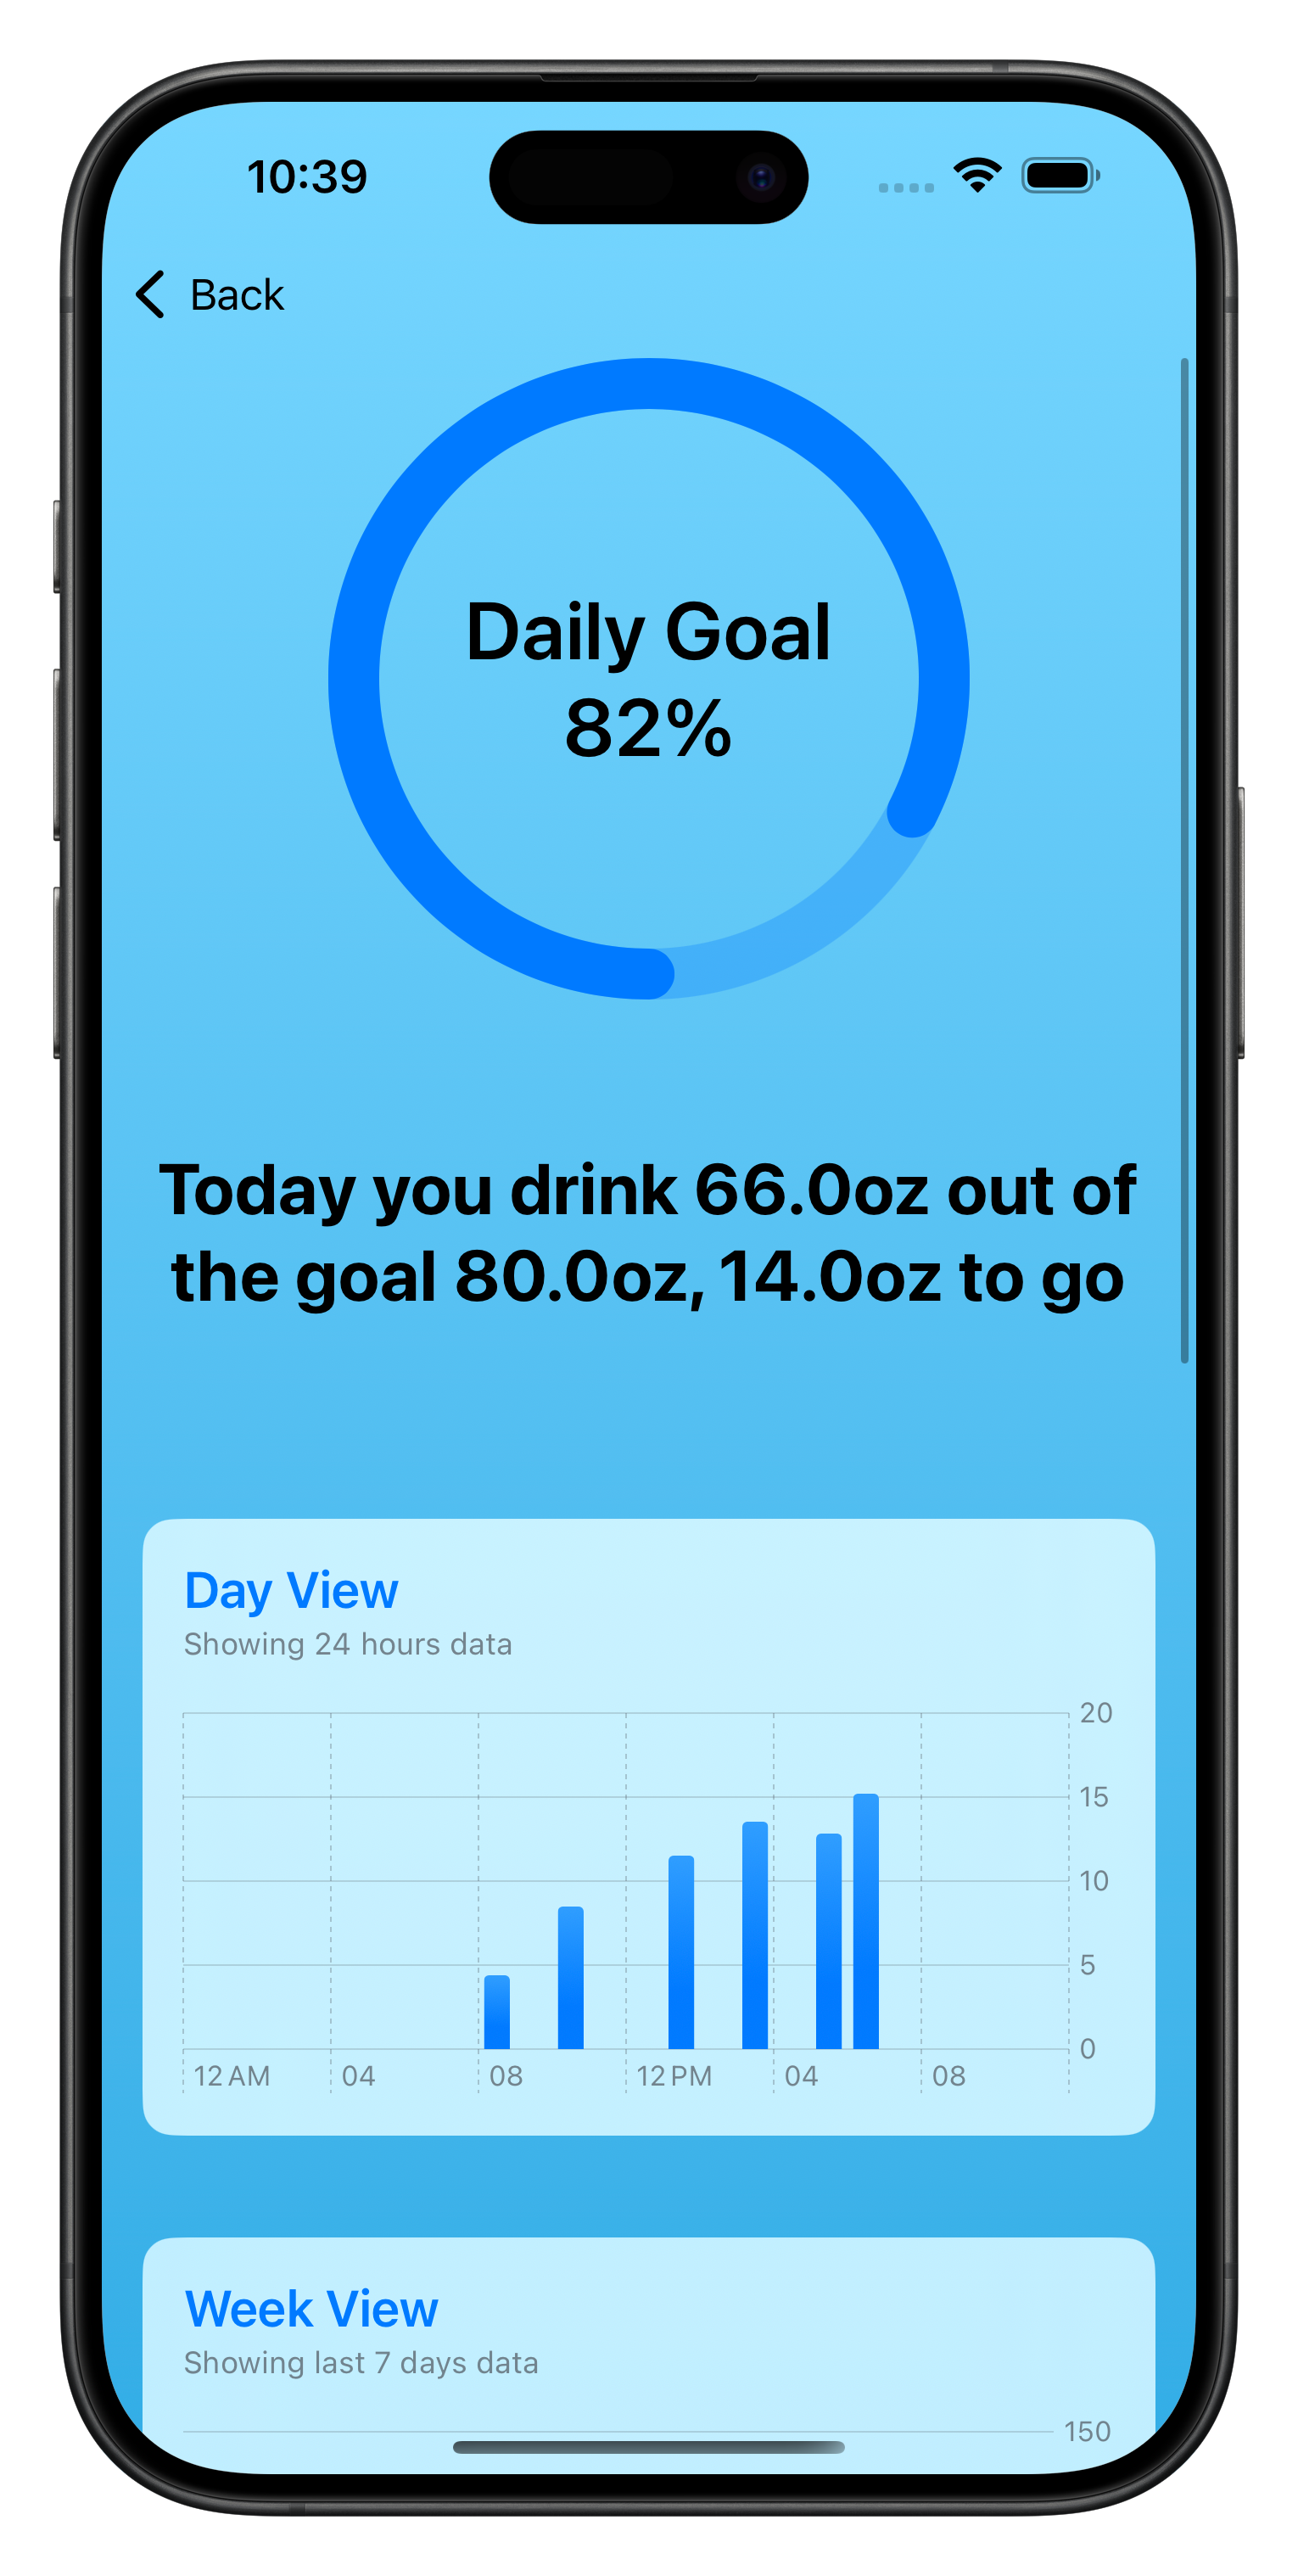 10:39
Back
Daily Goal
82%
Today you drink 66.0oz out of
the goal 80.0oz, 14.0oz to go
Day View
Showing 24 hours data
20
15
10
5
0
12 AM 04 08 12 PM 04 08
Week View
Showing last 7 days data
150